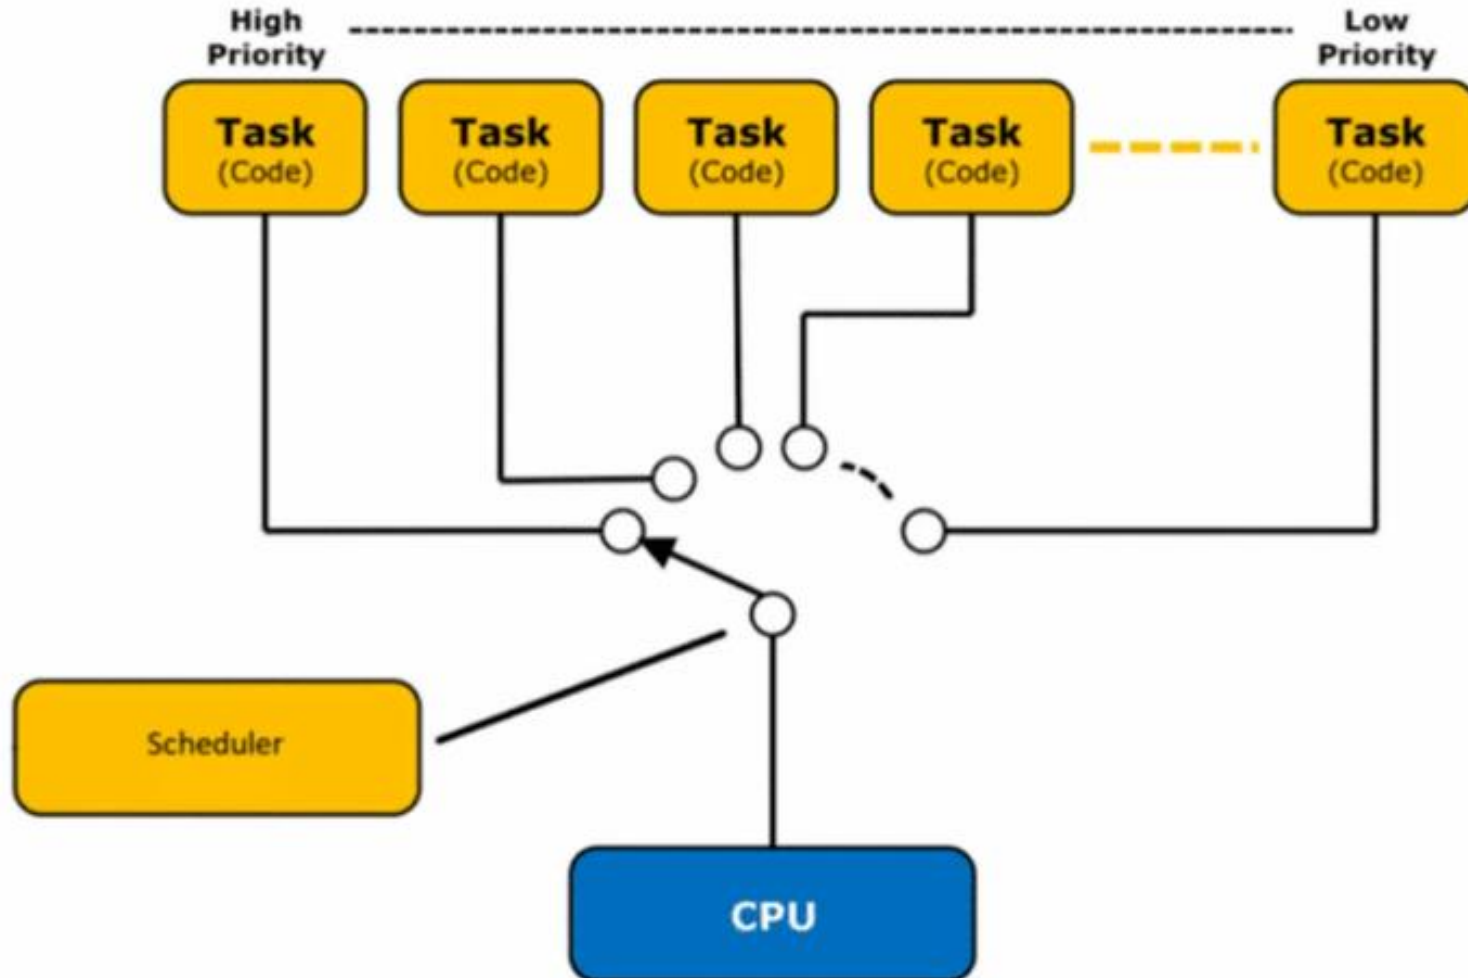 High
Priority
Low
Priority
Task
(Code)
Task
(Code)
Task
(Code)
Task
(Code)
Task
(Code)
Scheduler
CPU